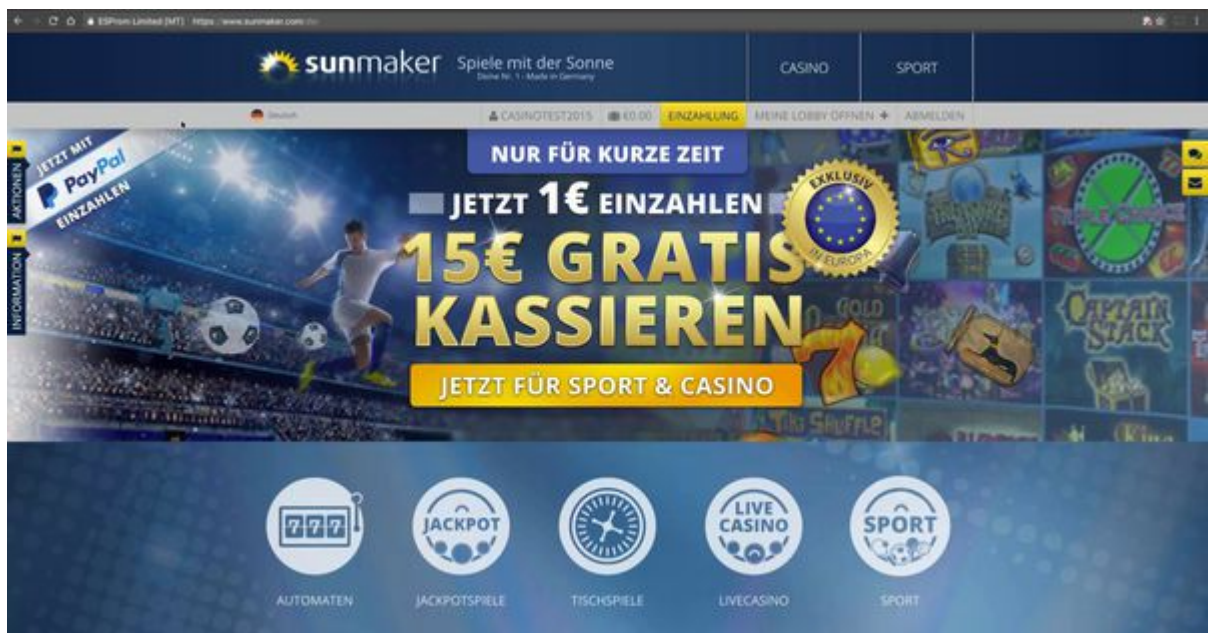 ESProm Limited [MT] https://www.sunmaker.com/de/
sunmaker
Spiele mit der Sonne
Deine Nr. 1 - Made in Germany
CASINO
SPORT
Deutsch
CASINOTEST2015
€0.00
EINZAHLUNG
MEINE LOBBY ÖFFNEN +
ABMELDEN
AKTIONEN
INFORMATION
JETZT MIT
PayPal
EINZAHLEN
NUR FÜR KURZE ZEIT
JETZT 1€ EINZAHLEN
15€ GRATIS
KASSIEREN
JETZT FÜR SPORT & CASINO
EXKLUSIV
IN EUROPA
TRIPLE CHANCE
GOLD
CAPTAIN
STACK
TIKI SHUFFLE
King
777
JACKPOT
LIVE
CASINO
SPORT
AUTOMATEN
JACKPOTSPIELE
TISCHSPIELE
LIVECASINO
SPORT